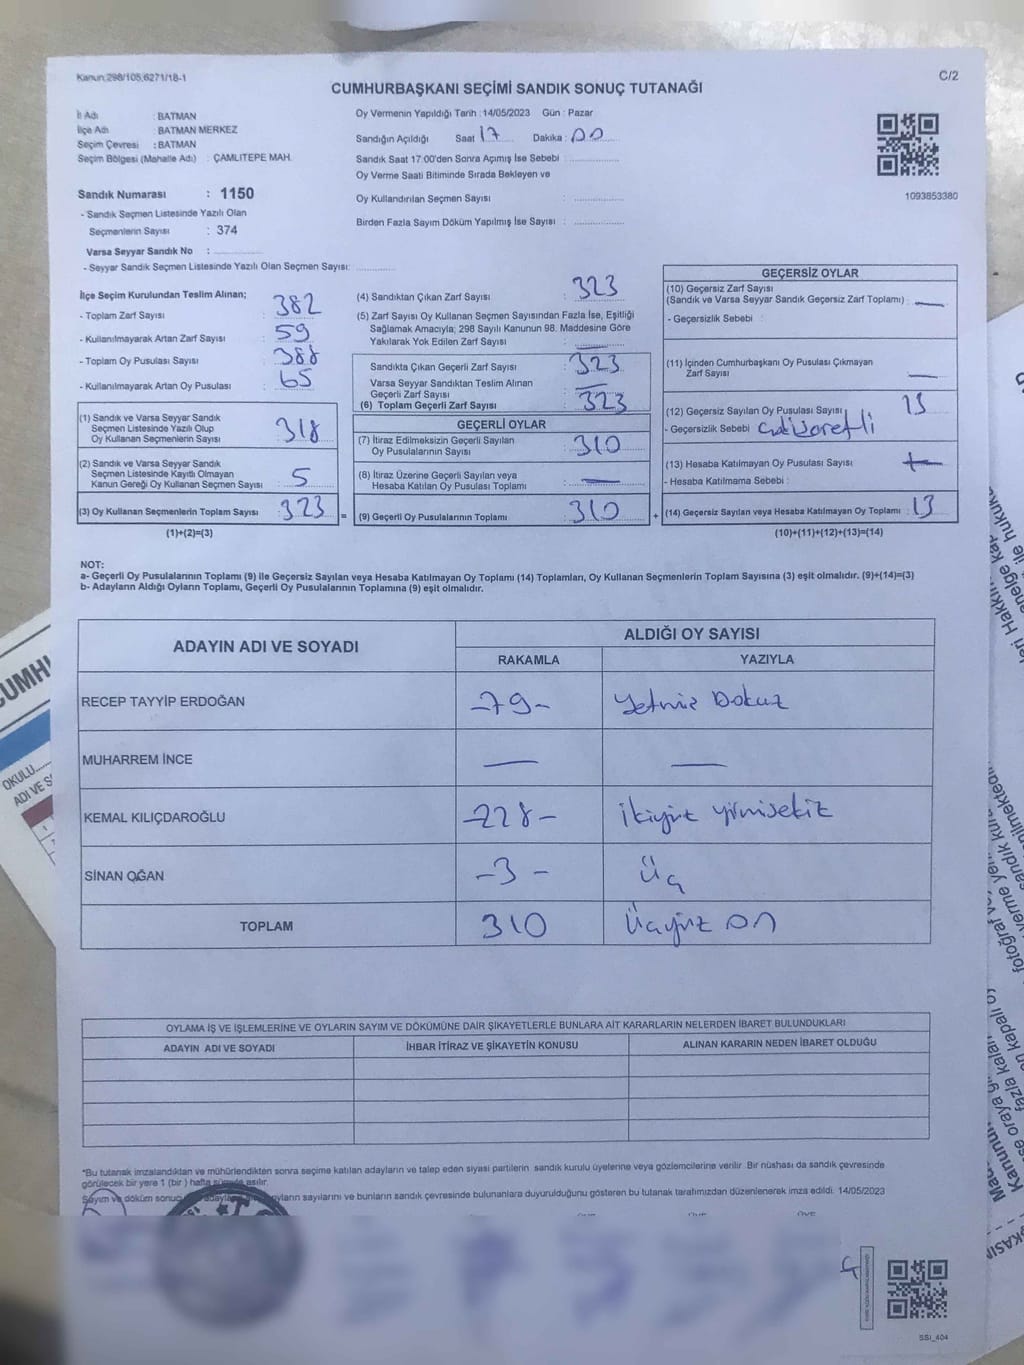 Kanun;298/105,6271/18-1
C/2
CUMHURBAŞKANI SEÇİMİ SANDIK SONUÇ TUTANAĞI
İl Adı : BATMAN
İlçe Adı : BATMAN MERKEZ
Seçim Çevresi : BATMAN
Seçim Bölgesi (Mahalle Adı) : ÇAMLITEPE MAH.
Oy Vermenin Yapıldığı Tarih : 14/05/2023 Gün : Pazar
Sandığın Açıldığı Saat 17 Dakika : 00
Sandık Saat 17:00'den Sonra Açımış İse Sebebi :
Oy Verme Saati Bitiminde Sırada Bekleyen ve
Oy Kullandırılan Seçmen Sayısı :
Birden Fazla Sayım Döküm Yapılmış İse Sayısı :
1093853380
Sandık Numarası : 1150
- Sandık Seçmen Listesinde Yazılı Olan
Seçmenlerin Sayısı : 374
Varsa Seyyar Sandık No :
- Seyyar Sandık Seçmen Listesinde Yazılı Olan Seçmen Sayısı:
İlçe Seçim Kurulundan Teslim Alınan;
- Toplam Zarf Sayısı : 382
- Kullanılmayarak Artan Zarf Sayısı : 59
- Toplam Oy Pusulası Sayısı : 388
- Kullanılmayarak Artan Oy Pusulası : 65
(1) Sandık ve Varsa Seyyar Sandık
Seçmen Listesinde Yazılı Olup
Oy Kullanan Seçmenlerin Sayısı : 318
(2) Sandık ve Varsa Seyyar Sandık
Seçmen Listesinde Kayıtlı Olmayan
Kanun Gereği Oy Kullanan Seçmen Sayısı : 5
(3) Oy Kullanan Seçmenlerin Toplam Sayısı : 323
(1)+(2)=(3)
(4) Sandıktan Çıkan Zarf Sayısı : 323
(5) Zarf Sayısı Oy Kullanan Seçmen Sayısından Fazla İse, Eşitliği
Sağlamak Amacıyla; 298 Sayılı Kanunun 98. Maddesine Göre
Yakılarak Yok Edilen Zarf Sayısı : —
Sandıkta Çıkan Geçerli Zarf Sayısı : 323
Varsa Seyyar Sandıktan Teslim Alınan
Geçerli Zarf Sayısı : —
(6) Toplam Geçerli Zarf Sayısı : 323
GEÇERLİ OYLAR
(7) İtiraz Edilmeksizin Geçerli Sayılan
Oy Pusulalarının Sayısı : 310
(8) İtiraz Üzerine Geçerli Sayılan veya
Hesaba Katılan Oy Pusulası Toplamı : —
= (9) Geçerli Oy Pusulalarının Toplamı : 310 +
GEÇERSİZ OYLAR
(10) Geçersiz Zarf Sayısı
(Sandık ve Varsa Seyyar Sandık Geçersiz Zarf Toplamı) : —
- Geçersizlik Sebebi :
(11) İçinden Cumhurbaşkanı Oy Pusulası Çıkmayan
Zarf Sayısı : —
(12) Geçersiz Sayılan Oy Pusulası Sayısı : 13
- Geçersizlik Sebebi
(13) Hesaba Katılmayan Oy Pusulası Sayısı :
- Hesaba Katılmama Sebebi :
(14) Geçersiz Sayılan veya Hesaba Katılmayan Oy Toplamı : 13
(10)+(11)+(12)+(13)=(14)
NOT:
a- Geçerli Oy Pusulalarının Toplamı (9) ile Geçersiz Sayılan veya Hesaba Katılmayan Oy Toplamı (14) Toplamları, Oy Kullanan Seçmenlerin Toplam Sayısına (3) eşit olmalıdır. (9)+(14)=(3)
b- Adayların Aldığı Oyların Toplamı, Geçerli Oy Pusulalarının Toplamına (9) eşit olmalıdır.
ADAYIN ADI VE SOYADI
ALDIĞI OY SAYISI
RAKAMLA YAZIYLA
RECEP TAYYİP ERDOĞAN -79- Yetmiş Dokuz
MUHARREM İNCE — —
KEMAL KILIÇDAROĞLU -228- ikiyüz yirmisekiz
SİNAN OĞAN -3- Üç
TOPLAM 310 Üçyüz on
OYLAMA İŞ VE İŞLEMLERİNE VE OYLARIN SAYIM VE DÖKÜMÜNE DAİR ŞİKAYETLERLE BUNLARA AİT KARARLARIN NELERDEN İBARET BULUNDUKLARI
ADAYIN ADI VE SOYADI İHBAR İTİRAZ VE ŞİKAYETİN KONUSU ALINAN KARARIN NEDEN İBARET OLDUĞU
*Bu tutanak imzalandıktan ve mühürlendikten sonra seçime katılan adayların ve talep eden siyasi partilerin sandık kurulu üyelerine veya gözlemcilerine verilir. Bir nüshası da sandık çevresinde
görülecek bir yere 1 (bir ) hafta süreyle asılır.
Sayım ve döküm oyların sayılarını ve bunların sandık çevresinde bulunanlara duyurulduğunu gösteren bu tutanak tarafımızdan düzenlenerek imza edildi. 14/05/2023
SSI_404
OKULU
ADI VE